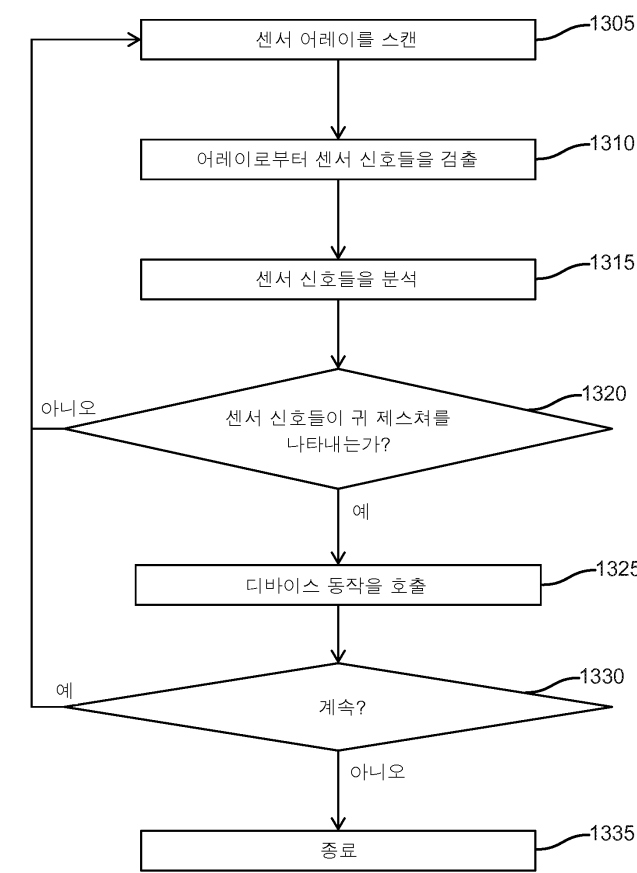 센서 어레이를 스캔
1305
어레이로부터 센서 신호들을 검출
1310
센서 신호들을 분석
1315
아니오
센서 신호들이 귀 제스쳐를
나타내는가?
1320
예
디바이스 동작을 호출
1325
예
계속?
1330
아니오
종료
1335